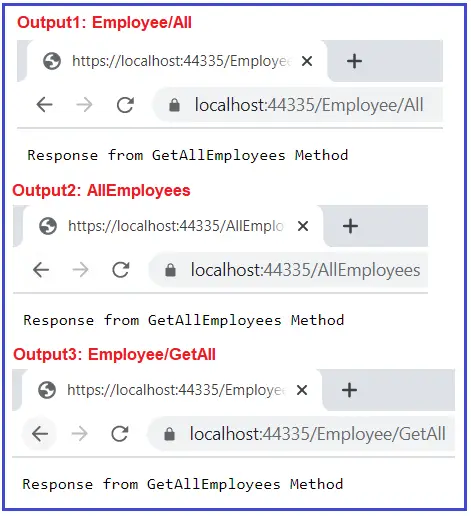 Output1: Employee/All
https://localhost:44335/Employee
localhost:44335/Employee/All
Response from GetAllEmployees Method
Output2: AllEmployees
https://localhost:44335/AllEmplo
localhost:44335/AllEmployees
Response from GetAllEmployees Method
Output3: Employee/GetAll
https://localhost:44335/Employee
localhost:44335/Employee/GetAll
Response from GetAllEmployees Method